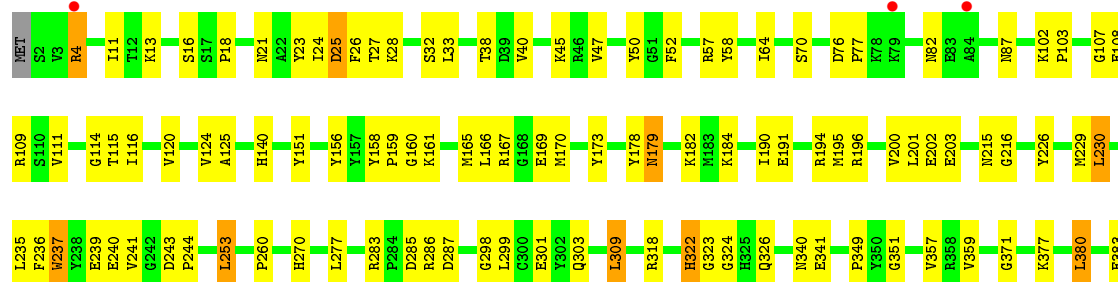 MET S2 V3 R4 I11 T12 K13 S16 S17 P18 N21 A22 Y23 I24 D25 F26 T27 K28 S32 L33 T38 D39 V40 K45 R46 V47 Y50 G51 F52 R57 Y58 I64 S70 D76 P77 K78 K79 N82 E83 A84 N87 K102 P103 G107
R109 S110 V111 G114 T115 I116 V120 V124 A125 H140 Y151 Y156 Y157 Y158 P159 G160 K161 M165 L166 R167 G168 E169 M170 Y173 Y178 N179 K182 M183 K184 I190 E191 R194 M195 R196 V200 L201 E202 E203 N215 G216 Y226 M229 L230
L235 F236 W237 Y238 E239 E240 V241 G242 D243 P244 L253 P260 H270 L277 R283 P284 D285 R286 D287 G298 L299 C300 E301 Y302 Q303 L309 R318 H322 G323 G324 H325 Q326 N340 E341 P349 Y350 G351 V357 R358 V359 G371 K377 L380